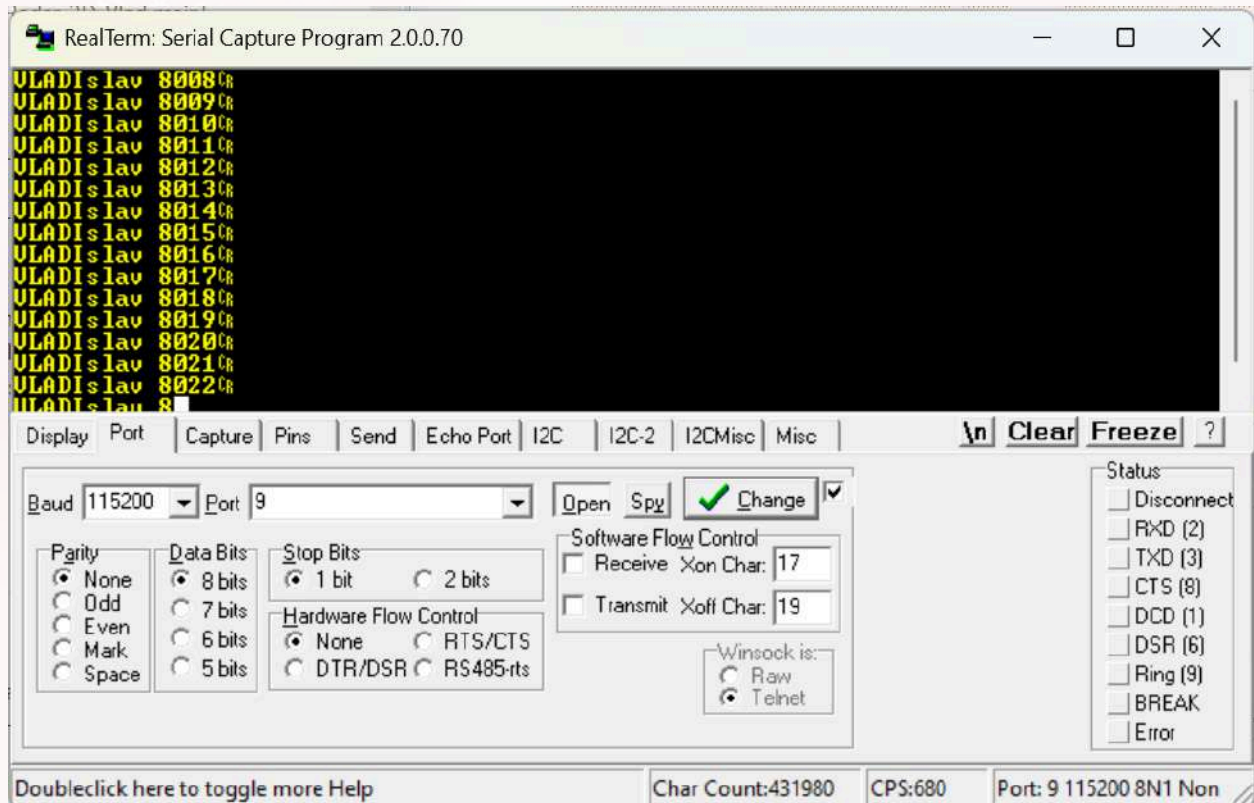 RealTerm: Serial Capture Program 2.0.0.70
VLADIslav 8008CR
VLADIslav 8009CR
VLADIslav 8010CR
VLADIslav 8011CR
VLADIslav 8012CR
VLADIslav 8013CR
VLADIslav 8014CR
VLADIslav 8015CR
VLADIslav 8016CR
VLADIslav 8017CR
VLADIslav 8018CR
VLADIslav 8019CR
VLADIslav 8020CR
VLADIslav 8021CR
VLADIslav 8022CR
VLADIslav 8
Display Port Capture Pins Send Echo Port I2C I2C-2 I2CMisc Misc \n Clear Freeze ?
Baud 115200 Port 9 Open Spy Change
Parity
None
Odd
Even
Mark
Space
Data Bits
8 bits
7 bits
6 bits
5 bits
Stop Bits
1 bit 2 bits
Hardware Flow Control
None RTS/CTS
DTR/DSR RS485-rts
Software Flow Control
Receive Xon Char: 17
Transmit Xoff Char: 19
Winsock is:
Raw
Telnet
Status
Disconnect
RXD (2)
TXD (3)
CTS (8)
DCD (1)
DSR (6)
Ring (9)
BREAK
Error
Doubleclick here to toggle more Help Char Count:431980 CPS:680 Port: 9 115200 8N1 Non